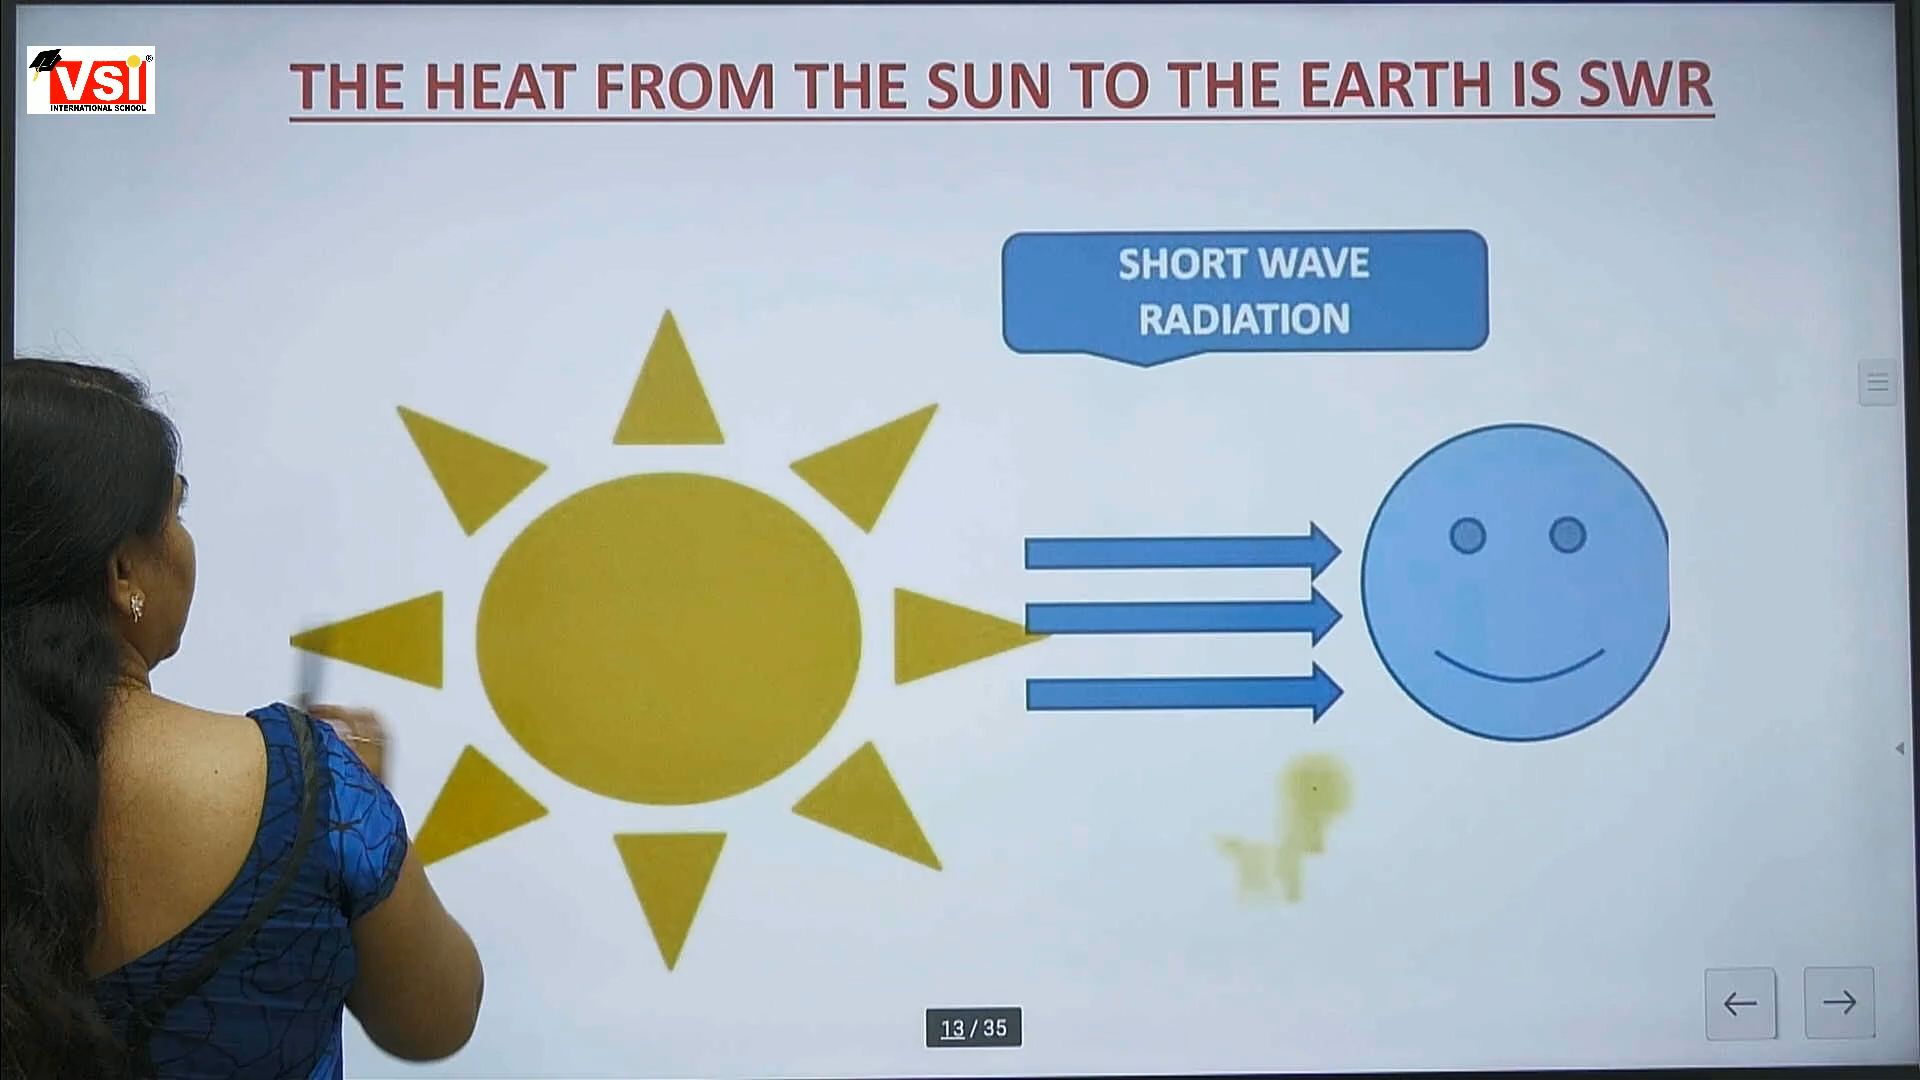 VSI
INTERNATIONAL SCHOOL
THE HEAT FROM THE SUN TO THE EARTH IS SWR
SHORT WAVE
RADIATION
13 / 35